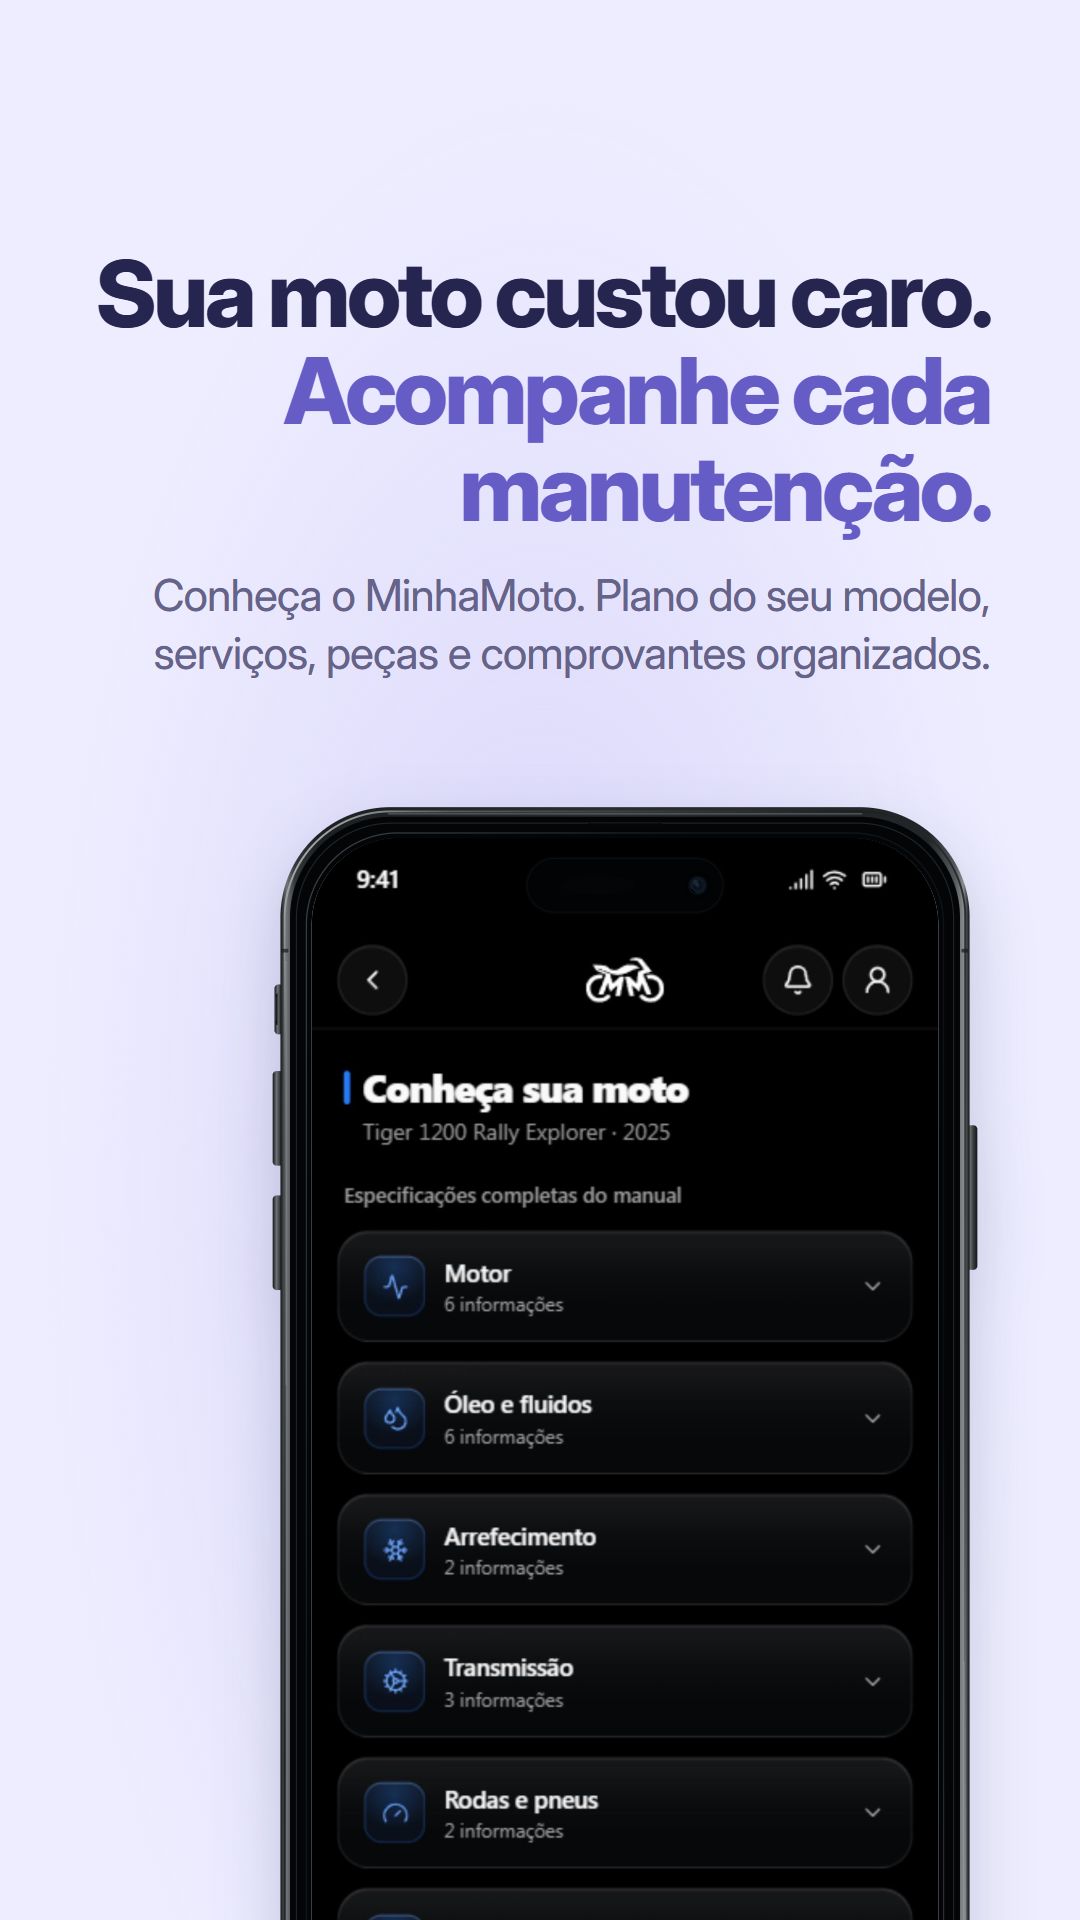 Sua moto custou caro.
Acompanhe cada
manutenção.
Conheça o MinhaMoto. Plano do seu modelo,
serviços, peças e comprovantes organizados.
9:41
MM
Conheça sua moto
Tiger 1200 Rally Explorer · 2025
Especificações completas do manual
Motor
6 informações
Óleo e fluidos
6 informações
Arrefecimento
2 informações
Transmissão
3 informações
Rodas e pneus
2 informações